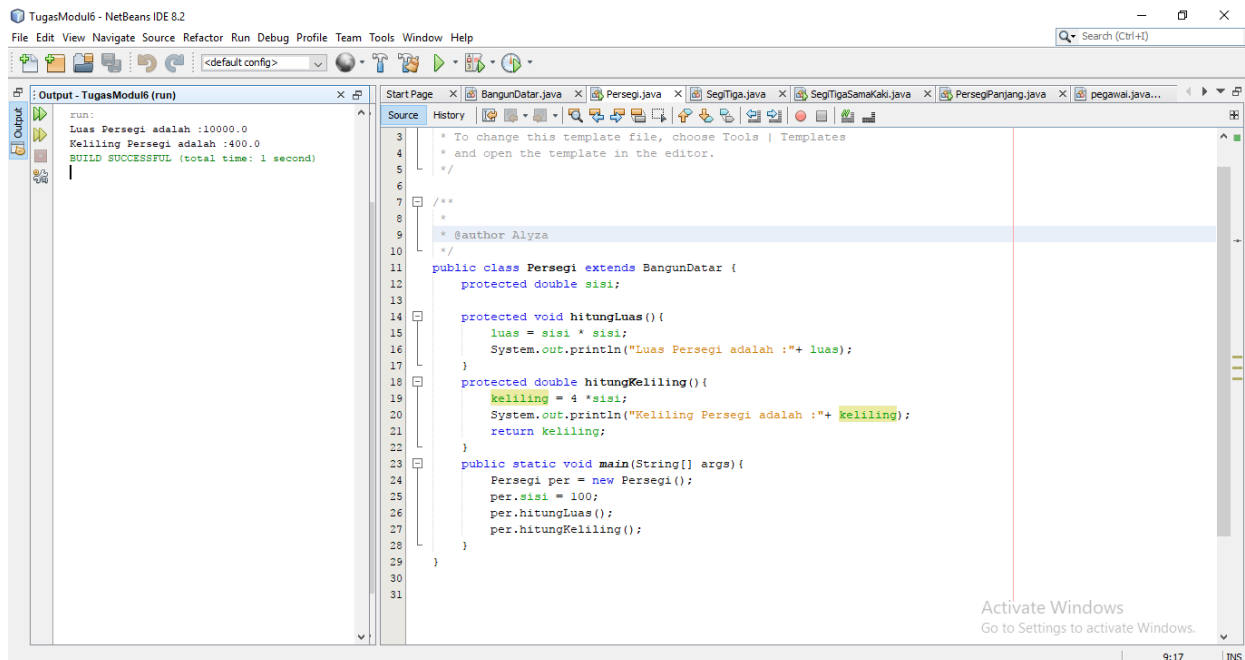 TugasModul6 - NetBeans IDE 8.2
File Edit View Navigate Source Refactor Run Debug Profile Team Tools Window Help
Search (Ctrl+I)
<default config>
Output - TugasModul6 (run)
Output
run:
Luas Persegi adalah :10000.0
Keliling Persegi adalah :400.0
BUILD SUCCESSFUL (total time: 1 second)
Start Page BangunDatar.java Persegi.java SegiTiga.java SegiTigaSamaKaki.java PersegiPanjang.java pegawai.java...
Source History
3 * To change this template file, choose Tools | Templates
4 * and open the template in the editor.
5 */
6
7 /**
8 *
9 * @author Alyza
10 */
11 public class Persegi extends BangunDatar {
12 protected double sisi;
13
14 protected void hitungLuas(){
15 luas = sisi * sisi;
16 System.out.println("Luas Persegi adalah :"+ luas);
17 }
18 protected double hitungKeliling(){
19 keliling = 4 *sisi;
20 System.out.println("Keliling Persegi adalah :"+ keliling);
21 return keliling;
22 }
23 public static void main(String[] args){
24 Persegi per = new Persegi();
25 per.sisi = 100;
26 per.hitungLuas();
27 per.hitungKeliling();
28 }
29 }
30
31
Activate Windows
Go to Settings to activate Windows.
9:17 INS